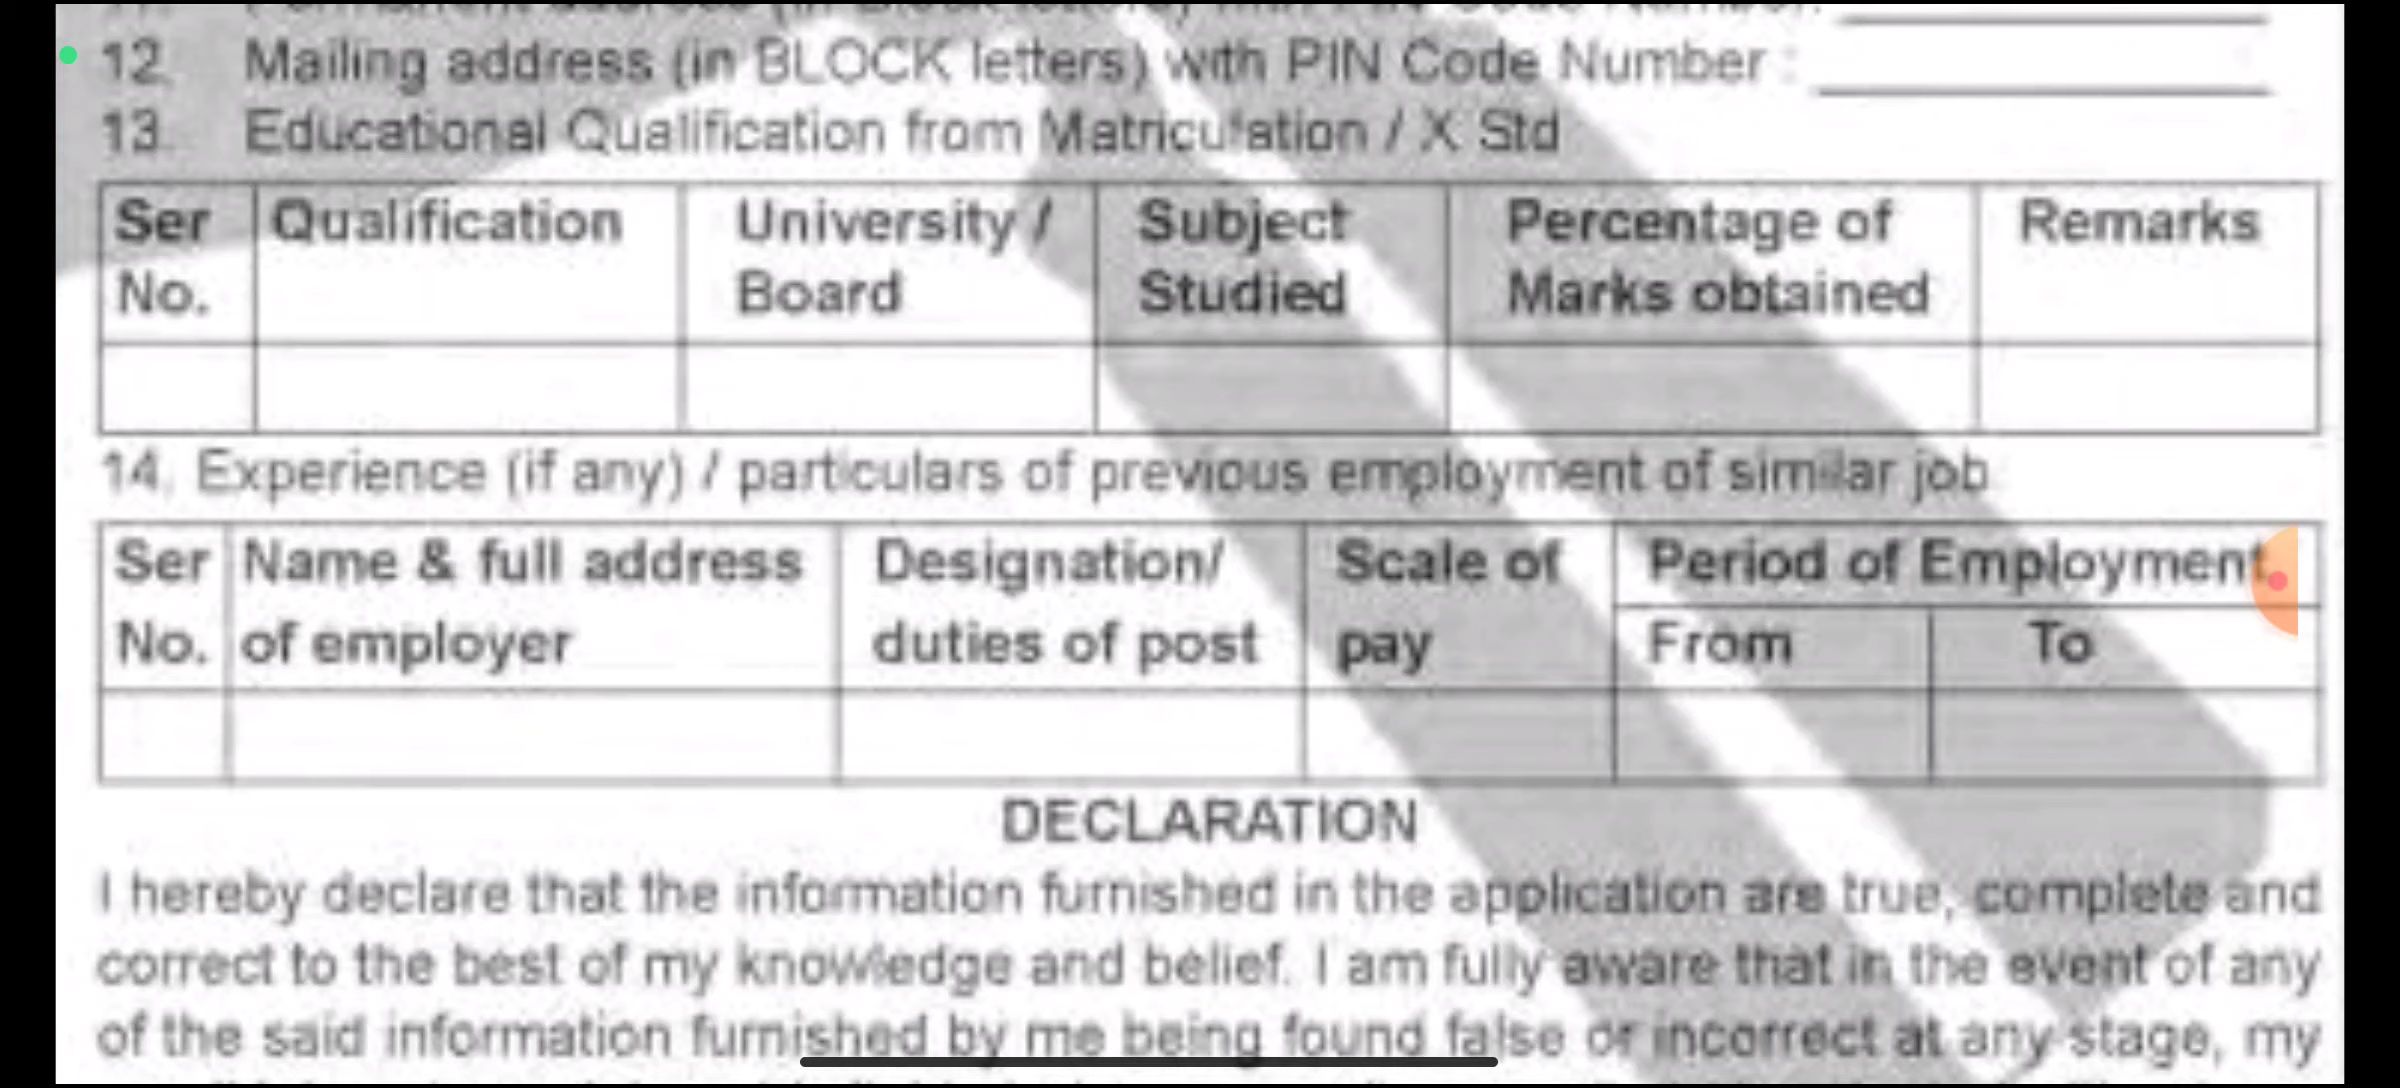 12. Mailing address (in BLOCK letters) with PIN Code Number :
13. Educational Qualification from Matriculation / X Std
Ser No. Qualification University / Board Subject Studied Percentage of Marks obtained Remarks
14. Experience (if any) / particulars of previous employment of similar job
Ser No. Name & full address of employer Designation/ duties of post Scale of pay Period of Employment
From To
DECLARATION
I hereby declare that the information furnished in the application are true, complete and
correct to the best of my knowledge and belief. I am fully aware that in the event of any
of the said information furnished by me being found false or incorrect at any stage, my